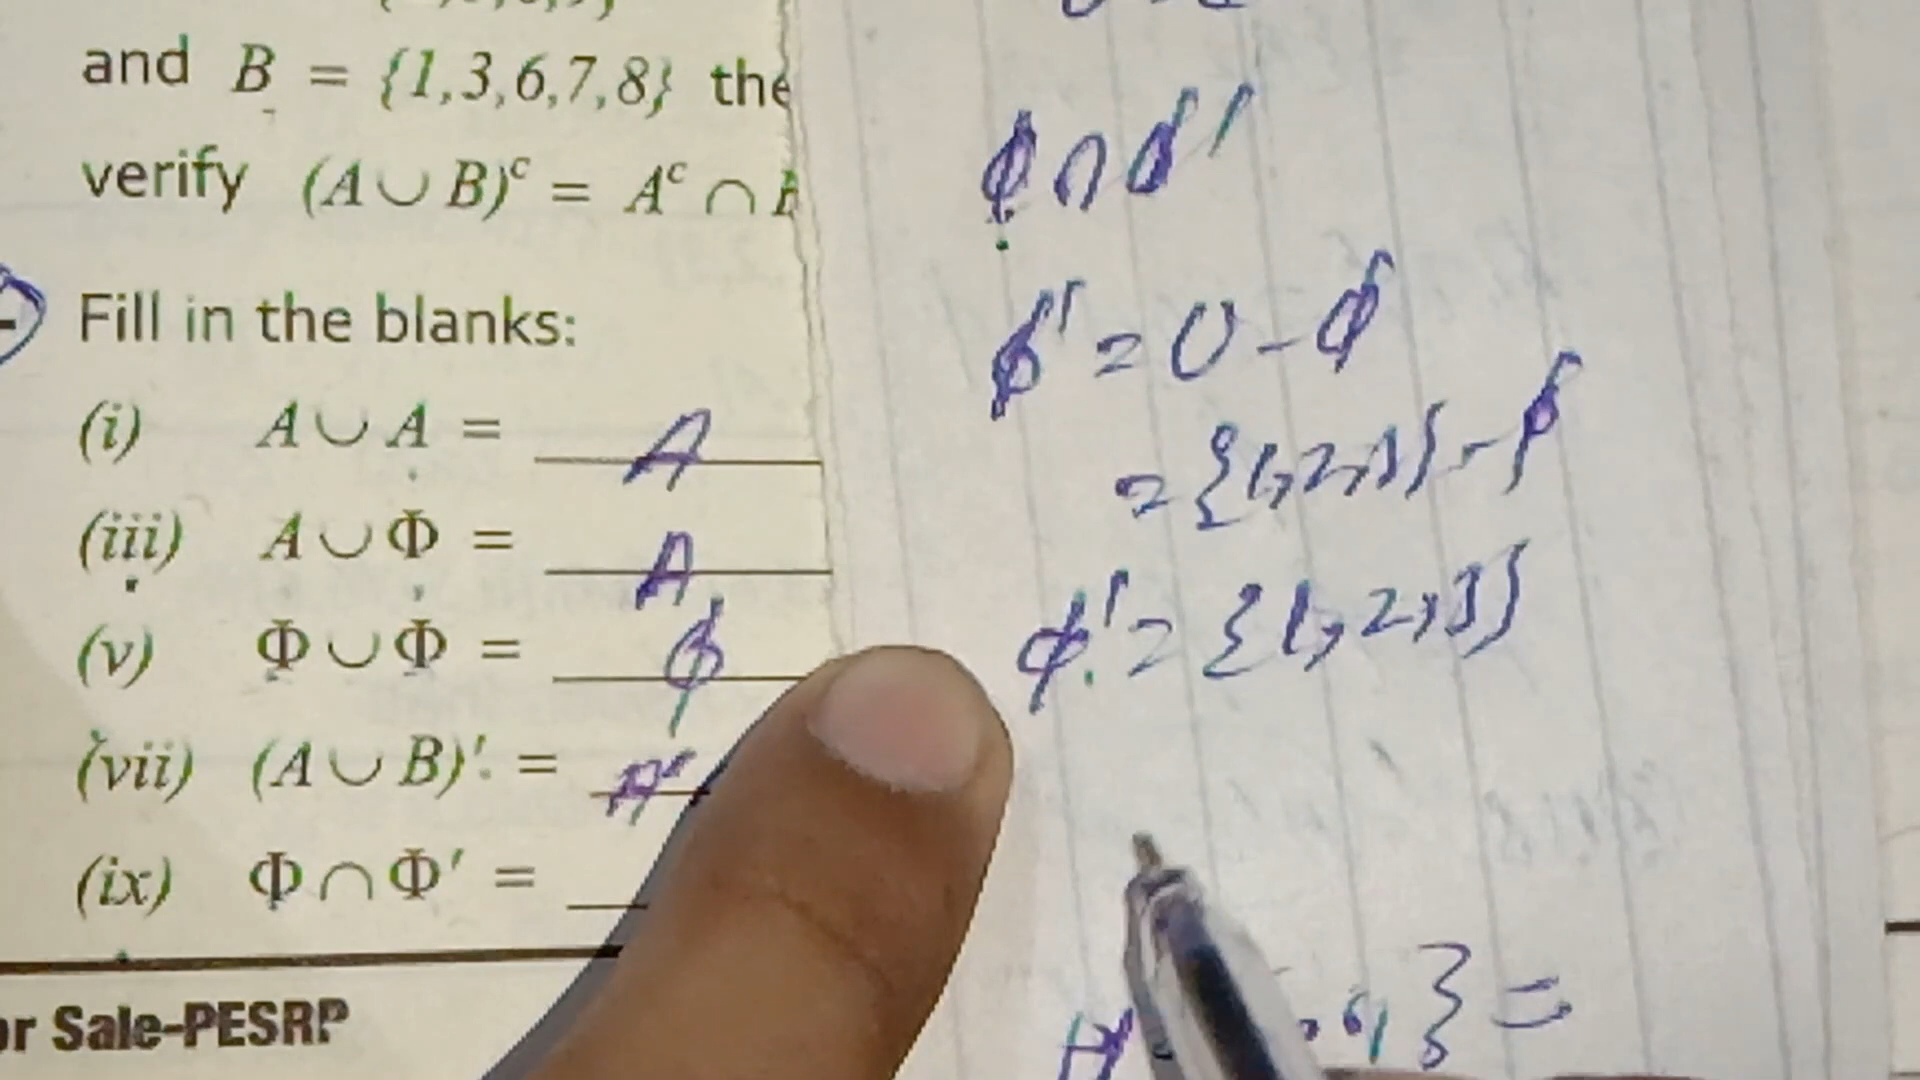 and B = {1,3,6,7,8} the
verify (A ∪ B)ᶜ = Aᶜ ∩
Fill in the blanks:
(i) A ∪ A = A
(iii) A ∪ Φ = A
(v) Φ ∪ Φ = ϕ
(vii) (A ∪ B)′ = A′
(ix) Φ ∩ Φ′ =
or Sale-PESRP
ϕ ∩ ϕ′
ϕ′ = U - ϕ
= {1,2,3} - ϕ
ϕ′ = {1,2,3}
} =